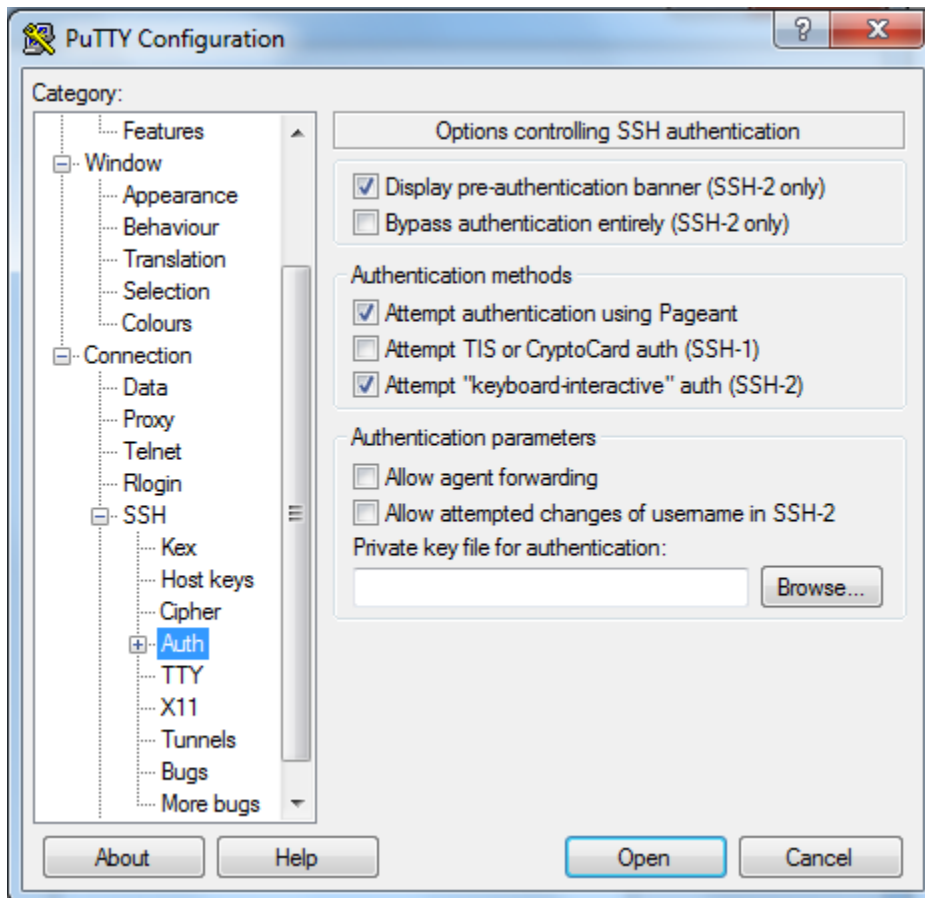 PuTTY Configuration
?
X
Category:
Features
Window
Appearance
Behaviour
Translation
Selection
Colours
Connection
Data
Proxy
Telnet
Rlogin
SSH
Kex
Host keys
Cipher
Auth
TTY
X11
Tunnels
Bugs
More bugs
Options controlling SSH authentication
Display pre-authentication banner (SSH-2 only)
Bypass authentication entirely (SSH-2 only)
Authentication methods
Attempt authentication using Pageant
Attempt TIS or CryptoCard auth (SSH-1)
Attempt "keyboard-interactive" auth (SSH-2)
Authentication parameters
Allow agent forwarding
Allow attempted changes of username in SSH-2
Private key file for authentication:
Browse...
About
Help
Open
Cancel